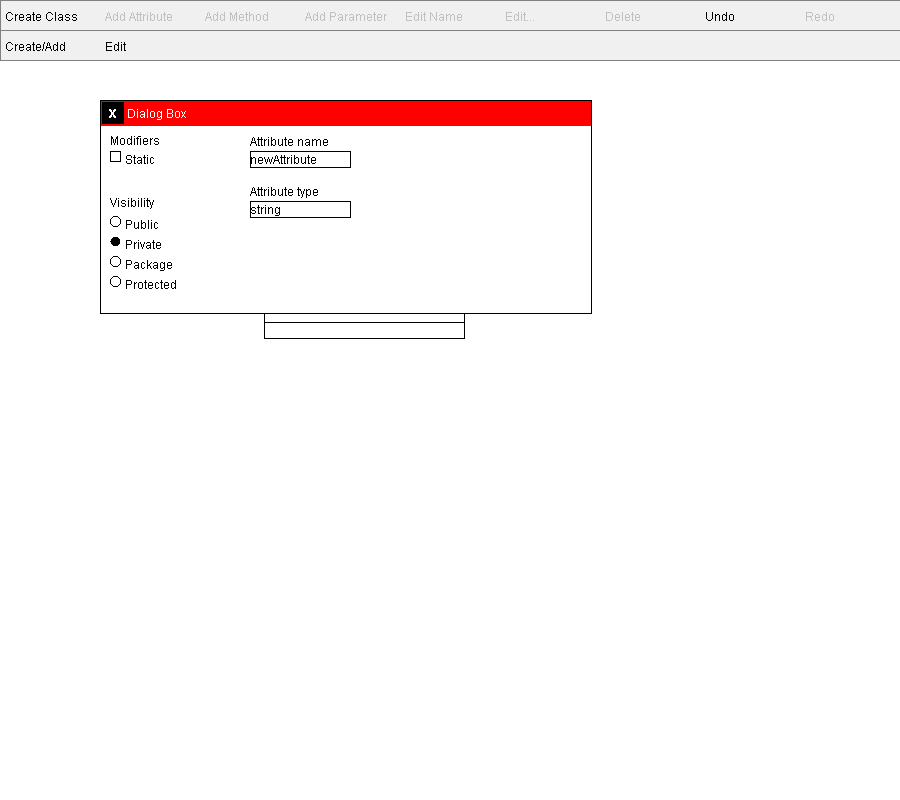 Create Class Add Attribute Add Method Add Parameter Edit Name Edit... Delete Undo Redo
Create/Add Edit
X Dialog Box
Modifiers
Static
Attribute name
newAttribute
Attribute type
string
Visibility
Public
Private
Package
Protected